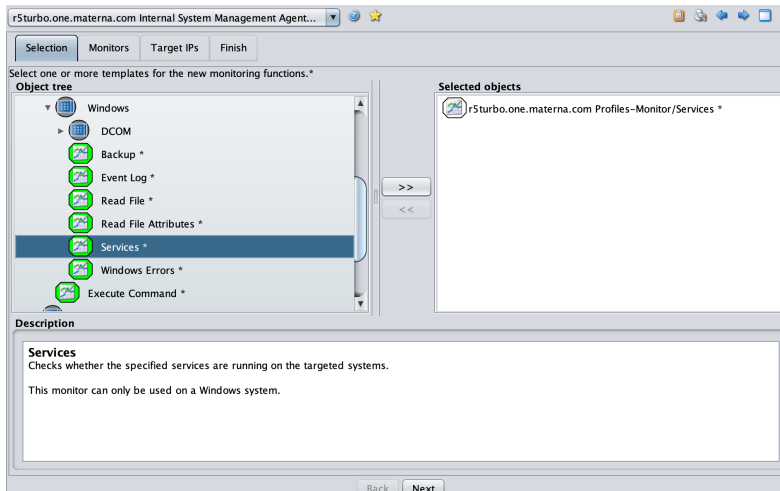 r5turbo.one.materna.com Internal System Management Agent...
Selection
Monitors
Target IPs
Finish
Select one or more templates for the new monitoring functions.*
Object tree
Windows
DCOM
Backup *
Event Log *
Read File *
Read File Attributes *
Services *
Windows Errors *
Execute Command *
>>
<<
Selected objects
r5turbo.one.materna.com Profiles-Monitor/Services *
Description
Services
Checks whether the specified services are running on the targeted systems.
This monitor can only be used on a Windows system.
Back
Next